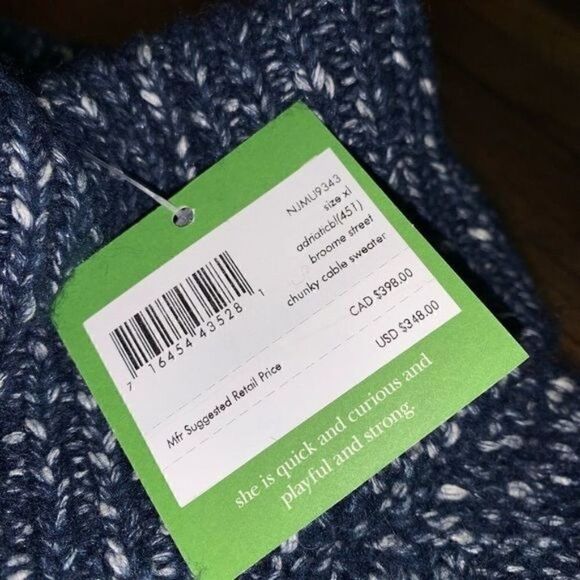 NJMU9343
size xl
adriaticbl(451)
broome street
chunky cable sweater
7 16454 43528 1
CAD $398.00
Mfr Suggested Retail Price
USD $348.00
she is quick and curious and
playful and strong.